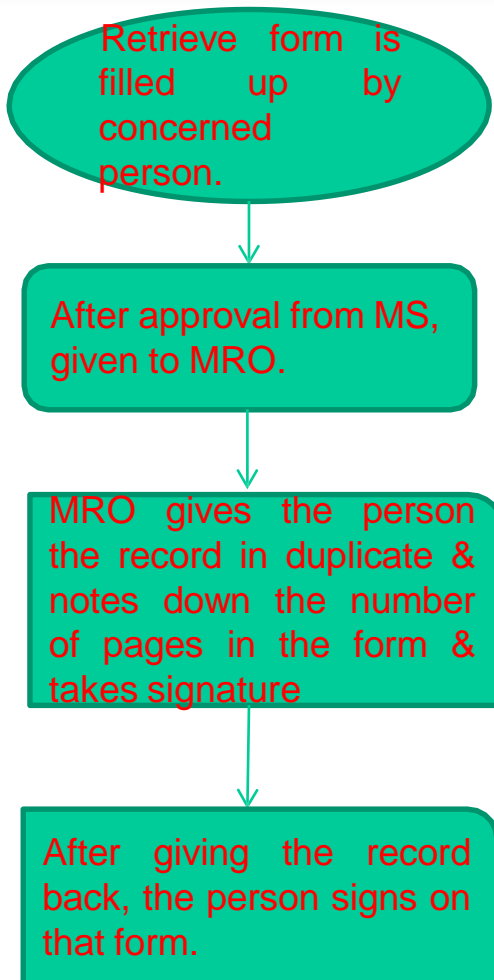 Retrieve form is
filled up by
concerned
person.
After approval from MS,
given to MRO.
MRO gives the person
the record in duplicate &
notes down the number
of pages in the form &
takes signature
After giving the record
back, the person signs on
that form.